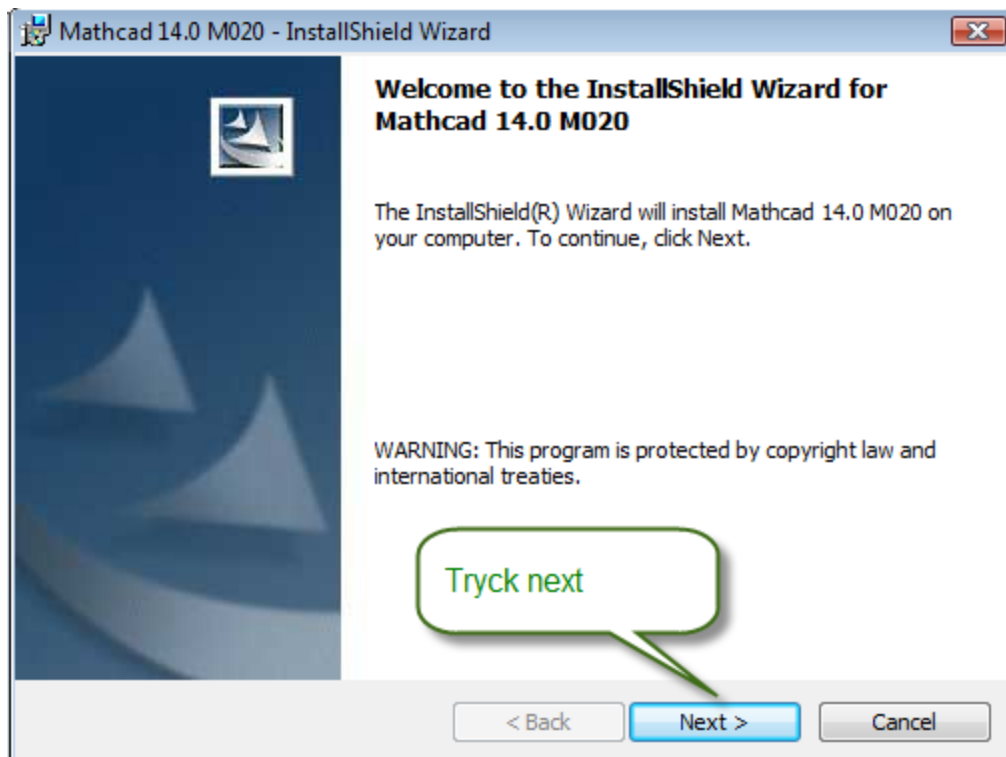 Mathcad 14.0 M020 - InstallShield Wizard
Welcome to the InstallShield Wizard for
Mathcad 14.0 M020
The InstallShield(R) Wizard will install Mathcad 14.0 M020 on
your computer. To continue, click Next.
WARNING: This program is protected by copyright law and
international treaties.
Tryck next
< Back
Next >
Cancel